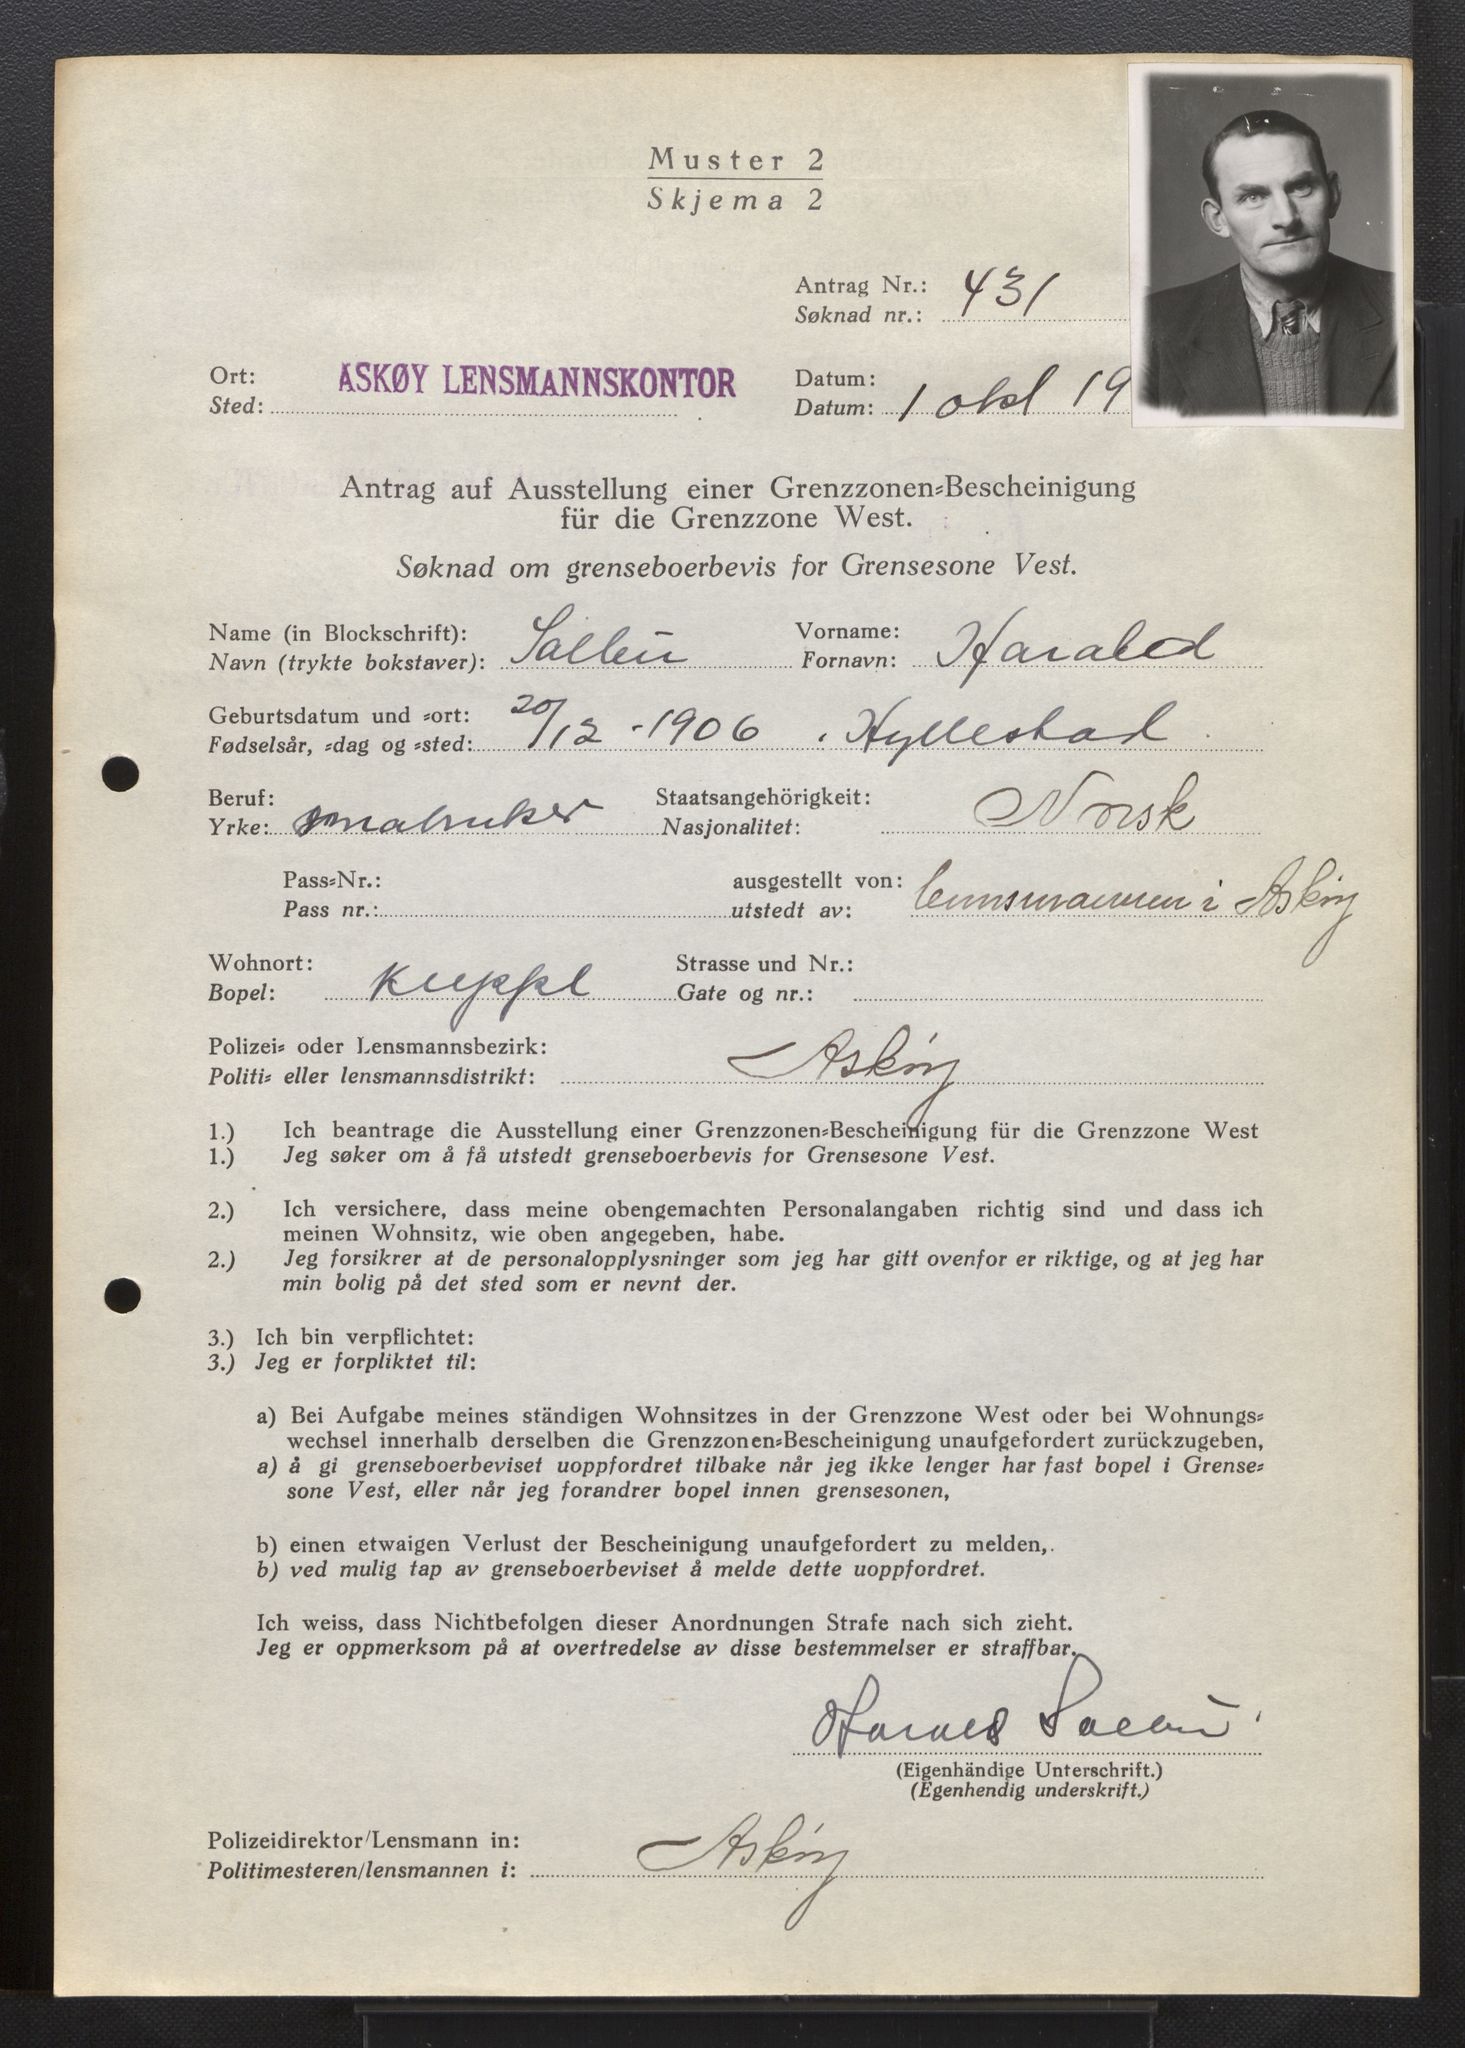 Muster 2
Skjema 2
Antrag Nr.:
Søknad nr.: 431
Ort:
Sted: ASKØY LENSMANNSKONTOR
Datum:
Datum: 1 okt 19
Antrag auf Ausstellung einer Grenzzonen-Bescheinigung
für die Grenzzone West.
Søknad om grenseboerbevis for Grensesone Vest.
Name (in Blockschrift):
Navn (trykte bokstaver): Salbu
Vorname:
Fornavn: Harald
Geburtsdatum und -ort:
Fødselsår, -dag og -sted: 20/12-1906, Hyllestad
Beruf:
Yrke: småbruker
Staatsangehörigkeit:
Nasjonalitet: Norsk
Pass-Nr.:
Pass nr.:
ausgestellt von:
utstedt av: lennsmannen i Askøy
Wohnort:
Bopel: Kleppe
Strasse und Nr.:
Gate og nr.:
Polizei- oder Lensmannsbezirk:
Politi- eller lensmannsdistrikt: Askøy
1.) Ich beantrage die Ausstellung einer Grenzzonen-Bescheinigung für die Grenzzone West
1.) Jeg søker om å få utstedt grenseboerbevis for Grensesone Vest.
2.) Ich versichere, dass meine obengemachten Personalangaben richtig sind und dass ich
meinen Wohnsitz, wie oben angegeben, habe.
2.) Jeg forsikrer at de personalopplysninger som jeg har gitt ovenfor er riktige, og at jeg har
min bolig på det sted som er nevnt der.
3.) Ich bin verpflichtet:
3.) Jeg er forpliktet til:
a) Bei Aufgabe meines ständigen Wohnsitzes in der Grenzzone West oder bei Wohnungs-
wechsel innerhalb derselben die Grenzzonen-Bescheinigung unaufgefordert zurückzugeben,
a) å gi grenseboerbeviset uoppfordret tilbake når jeg ikke lenger har fast bopel i Grense-
sone Vest, eller når jeg forandrer bopel innen grensesonen,
b) einen etwaigen Verlust der Bescheinigung unaufgefordert zu melden,.
b) ved mulig tap av grenseboerbeviset å melde dette uoppfordret.
Ich weiss, dass Nichtbefolgen dieser Anordnungen Strafe nach sich zieht.
Jeg er oppmerksom på at overtredelse av disse bestemmelser er straffbar.
Harald Salbu
(Eigenhändige Unterschrift.)
(Egenhendig underskrift.)
Polizeidirektor/Lensmann in:
Politimesteren/lensmannen i: Askøy